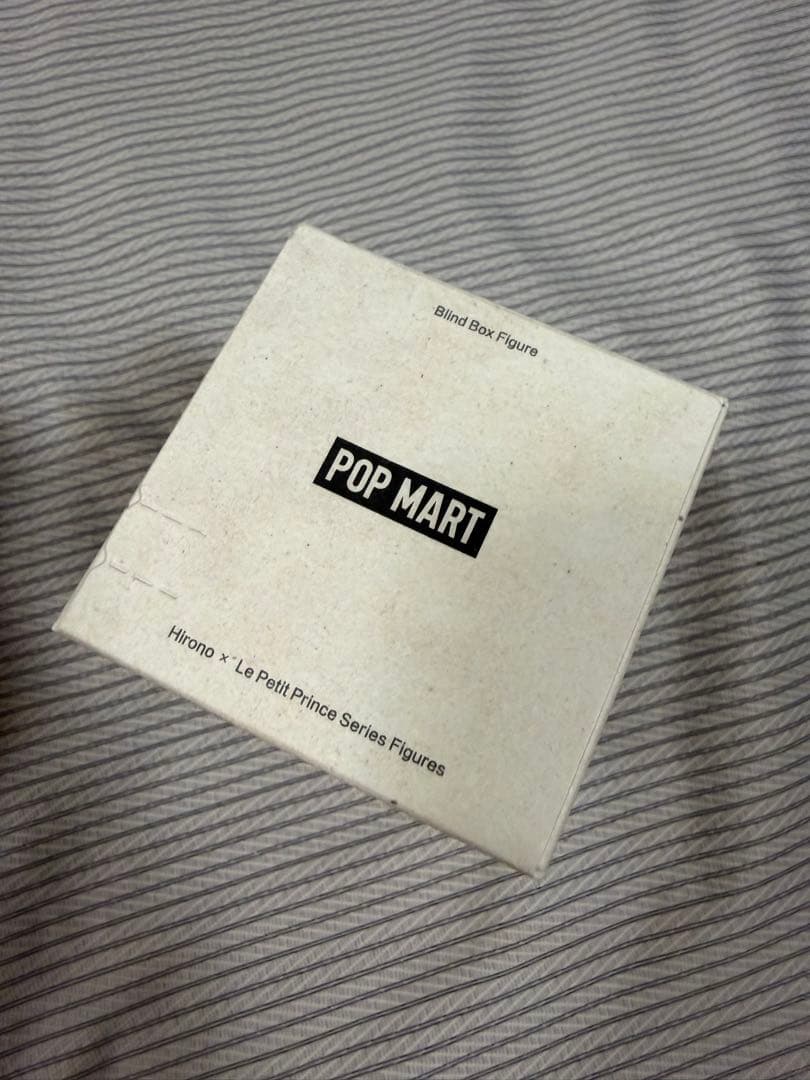 Blind Box Figure
POP MART
Hirono × Le Petit Prince Series Figures